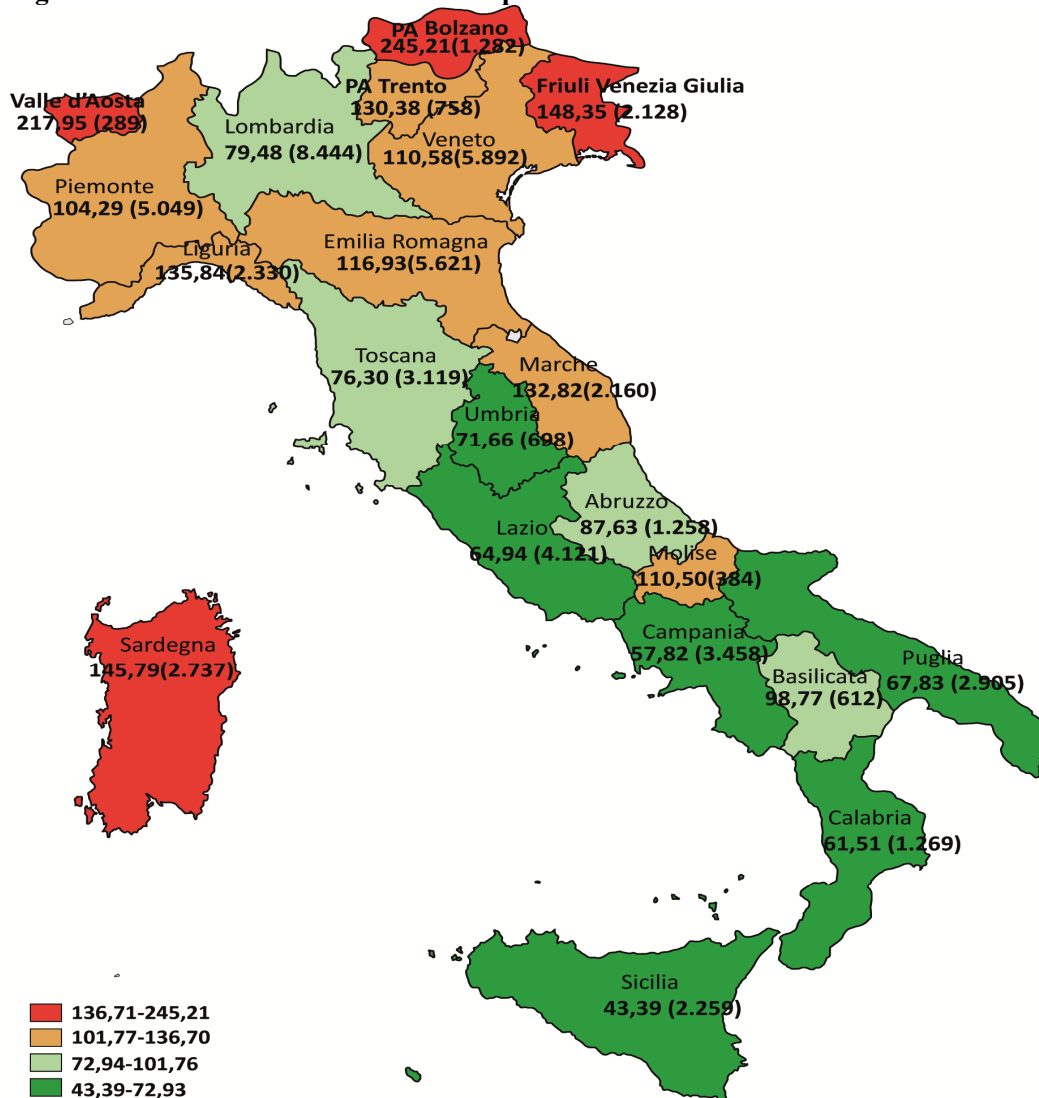 PA Bolzano
245,21(1.282)
Valle d'Aosta
217,95 (289)
PA Trento
130,38 (758)
Friuli Venezia Giulia
148,35 (2.128)
Lombardia
79,48 (8.444)
Veneto
110,58(5.892)
Piemonte
104,29 (5.049)
Liguria
135,84(2.330)
Emilia Romagna
116,93(5.621)
Toscana
76,30 (3.119)
Marche
132,82(2.160)
Umbria
71,66 (698)
Abruzzo
87,63 (1.258)
Lazio
64,94 (4.121)
Molise
110,50(384)
Sardegna
145,79(2.737)
Campania
57,82 (3.458)
Puglia
67,83 (2.905)
Basilicata
98,77 (612)
Calabria
61,51 (1.269)
Sicilia
43,39 (2.259)
136,71-245,21
101,77-136,70
72,94-101,76
43,39-72,93